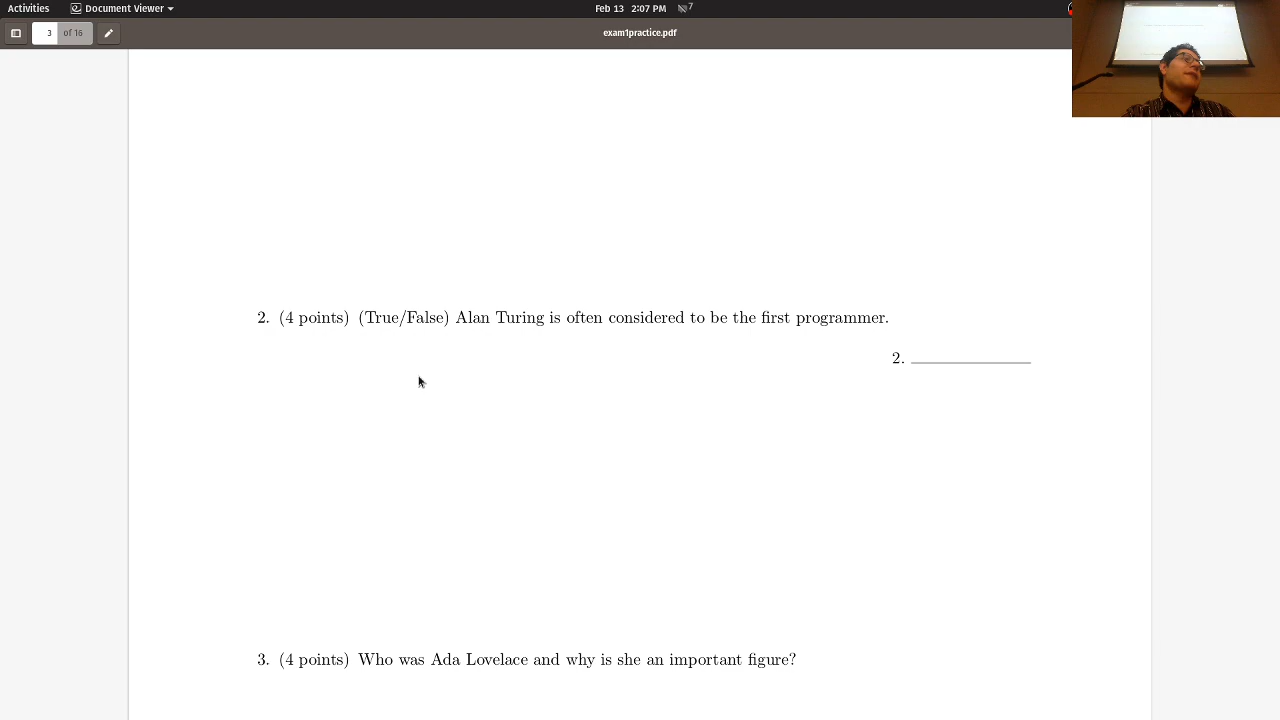 Activities
Document Viewer
Feb 13 2:07 PM
7
3 of 16
exam1practice.pdf
2. (4 points) (True/False) Alan Turing is often considered to be the first programmer.
2. ____________
3. (4 points) Who was Ada Lovelace and why is she an important figure?